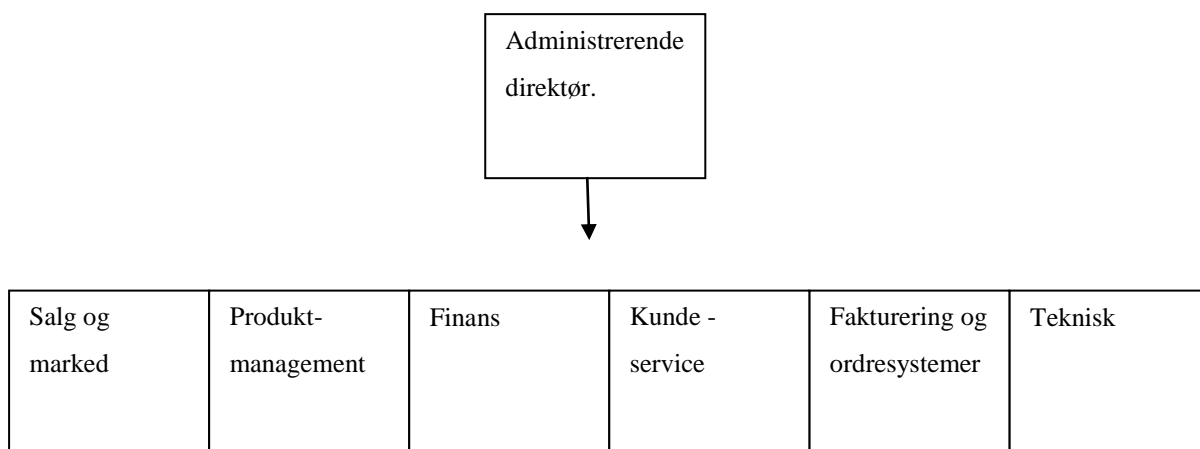 Administrerende
direktør.
Salg og
marked
Produkt-
management
Finans
Kunde -
service
Fakturering og
ordresystemer
Teknisk